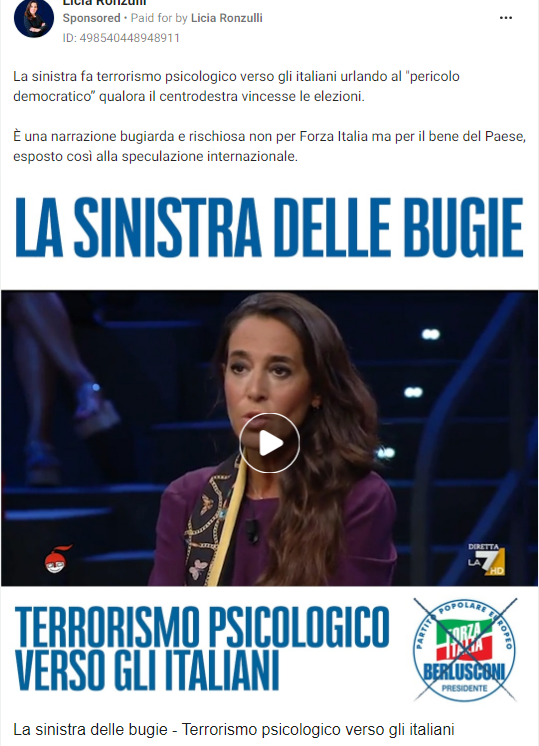 Licia Ronzulli
Sponsored • Paid for by Licia Ronzulli
ID: 498540448948911
La sinistra fa terrorismo psicologico verso gli italiani urlando al "pericolo
democratico” qualora il centrodestra vincesse le elezioni.
È una narrazione bugiarda e rischiosa non per Forza Italia ma per il bene del Paese,
esposto così alla speculazione internazionale.
LA SINISTRA DELLE BUGIE
DIRETTA
LA 7
HD
TERRORISMO PSICOLOGICO
VERSO GLI ITALIANI
PARTITO POPOLARE EUROPEO
FORZA
ITALIA
BERLUSCONI
PRESIDENTE
La sinistra delle bugie - Terrorismo psicologico verso gli italiani